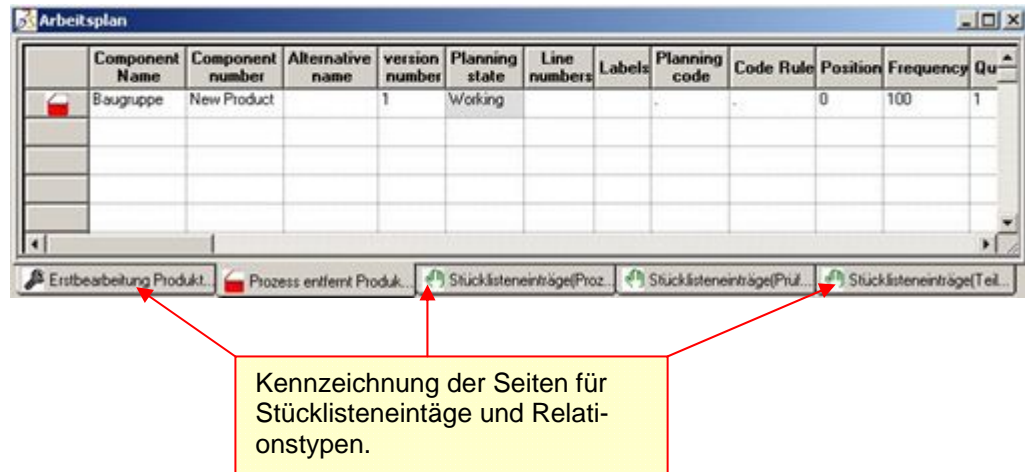 Arbeitsplan
Component Name Component number Alternative name version number Planning state Line numbers Labels Planning code Code Rule Position Frequency Qu
Baugruppe New Product 1 Working . . 0 100 1
Erstbearbeitung Produkt... Prozess entfernt Produk... Stücklisteneinträge(Proz... Stücklisteneinträge(Prüf... Stücklisteneinträge(Teil...
Kennzeichnung der Seiten für
Stücklisteneintäge und Relati-
onstypen.